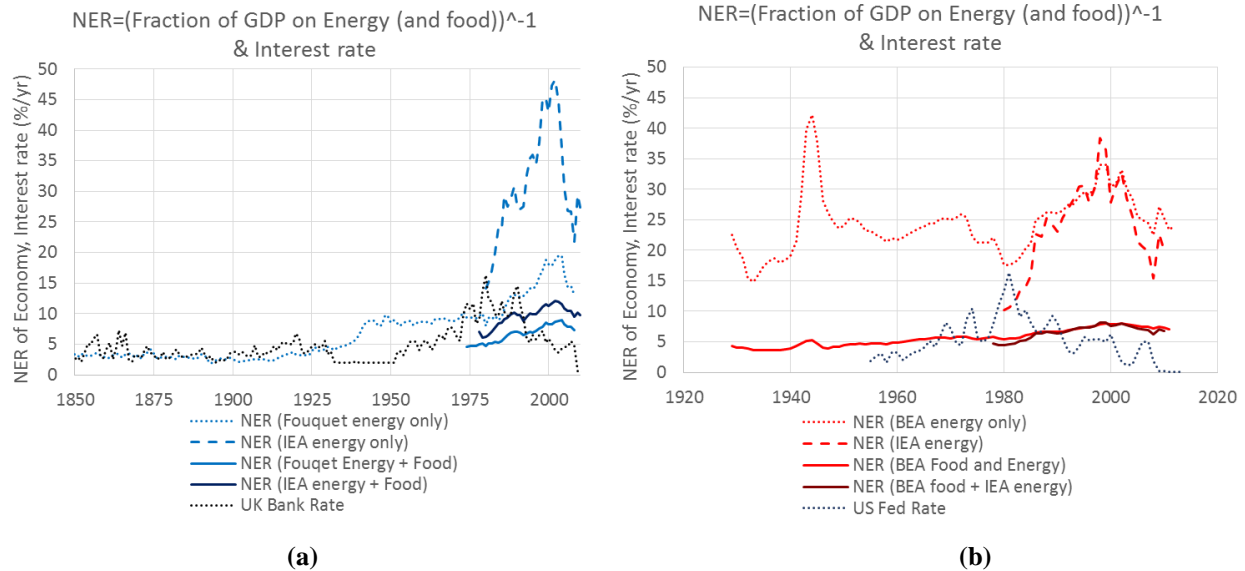 NER=(Fraction of GDP on Energy (and food))^-1
& Interest rate
NER of Economy, Interest rate (%/yr)
50
45
40
35
30
25
20
15
10
5
0
1850 1875 1900 1925 1950 1975 2000
NER (Fouquet energy only)
NER (IEA energy only)
NER (Fouqet Energy + Food)
NER (IEA energy + Food)
UK Bank Rate
(a)
NER=(Fraction of GDP on Energy (and food))^-1
& Interest rate
NER of Economy, Interest rate (%/yr)
50
45
40
35
30
25
20
15
10
5
0
1920 1940 1960 1980 2000 2020
NER (BEA energy only)
NER (IEA energy)
NER (BEA Food and Energy)
NER (BEA food + IEA energy)
US Fed Rate
(b)